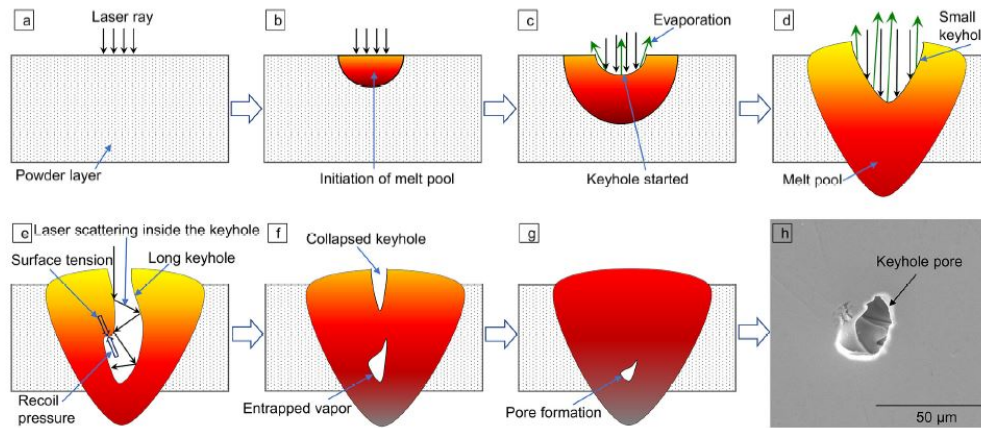 a
Laser ray
Powder layer
b
Initiation of melt pool
c
Evaporation
Keyhole started
d
Small
keyhol
Melt pool
e
Laser scattering inside the keyhole
Surface tension
Long keyhole
Recoil
pressure
f
Collapsed keyhole
Entrapped vapor
g
Pore formation
h
Keyhole pore
50 µm